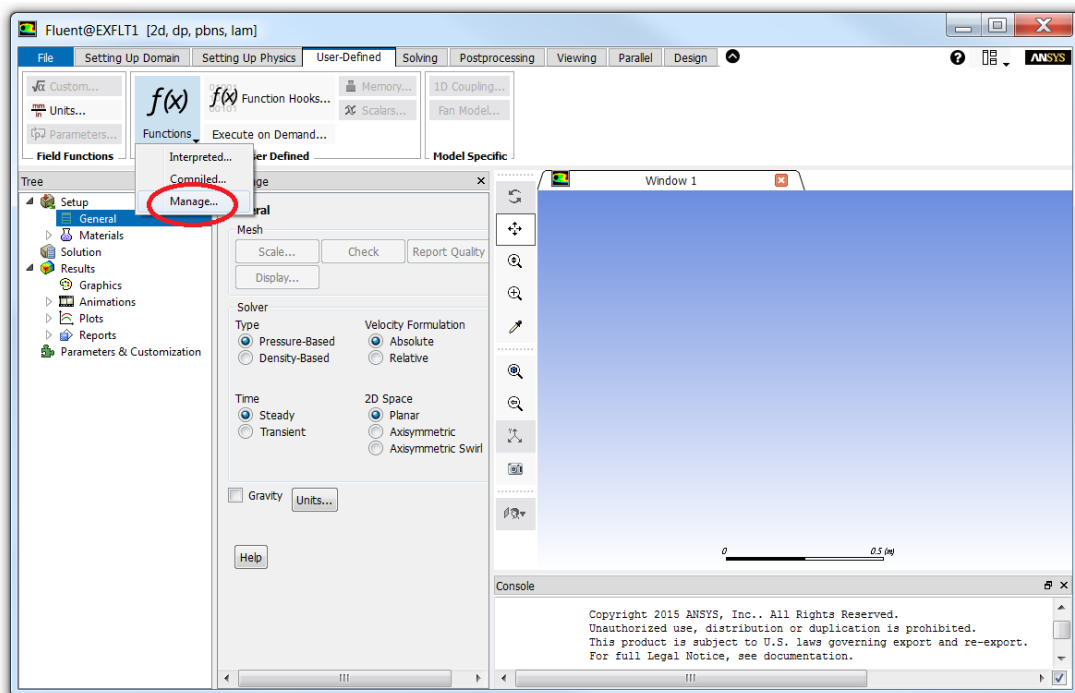 Fluent@EXFLT1 [2d, dp, pbns, lam]
File Setting Up Domain Setting Up Physics User-Defined Solving Postprocessing Viewing Parallel Design ANSYS
Custom... f(x) f(x) Function Hooks... Memory... 1D Coupling...
Units... Scalars... Fan Model...
Parameters... Functions Execute on Demand...
Field Functions er Defined Model Specific
Interpreted...
Compiled...
Manage...
Tree ge Window 1
Setup
General
Materials
Solution
Results
Graphics
Animations
Plots
Reports
Parameters & Customization
ral
Mesh
Scale... Check Report Quality
Display...
Solver
Type Velocity Formulation
Pressure-Based Absolute
Density-Based Relative
Time 2D Space
Steady Planar
Transient Axisymmetric
Axisymmetric Swirl
Gravity Units...
Help
0 0.5 (m)
Console
Copyright 2015 ANSYS, Inc.. All Rights Reserved.
Unauthorized use, distribution or duplication is prohibited.
This product is subject to U.S. laws governing export and re-export.
For full Legal Notice, see documentation.